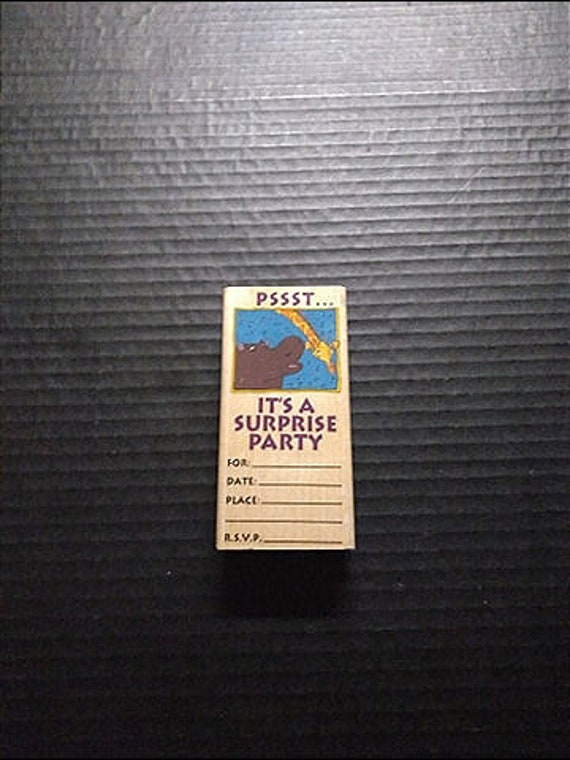 PSSST...
IT'S A
SURPRISE
PARTY
FOR:
DATE:
PLACE:
R.S.V.P.